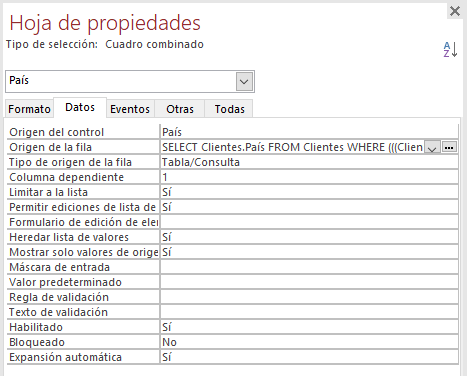 Hoja de propiedades
Tipo de selección: Cuadro combinado
País
Formato Datos Eventos Otras Todas
Origen del control País
Origen de la fila SELECT Clientes.País FROM Clientes WHERE (((Clien
Tipo de origen de la fila Tabla/Consulta
Columna dependiente 1
Limitar a la lista Sí
Permitir ediciones de lista de Sí
Formulario de edición de eler
Heredar lista de valores Sí
Mostrar solo valores de orige Sí
Máscara de entrada
Valor predeterminado
Regla de validación
Texto de validación
Habilitado Sí
Bloqueado No
Expansión automática Sí